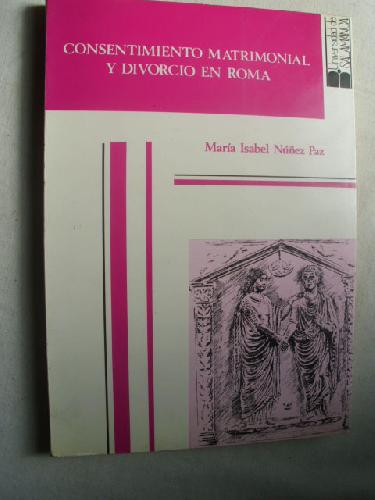 CONSENTIMIENTO MATRIMONIAL
Y DIVORCIO EN ROMA
María Isabel Núñez Paz